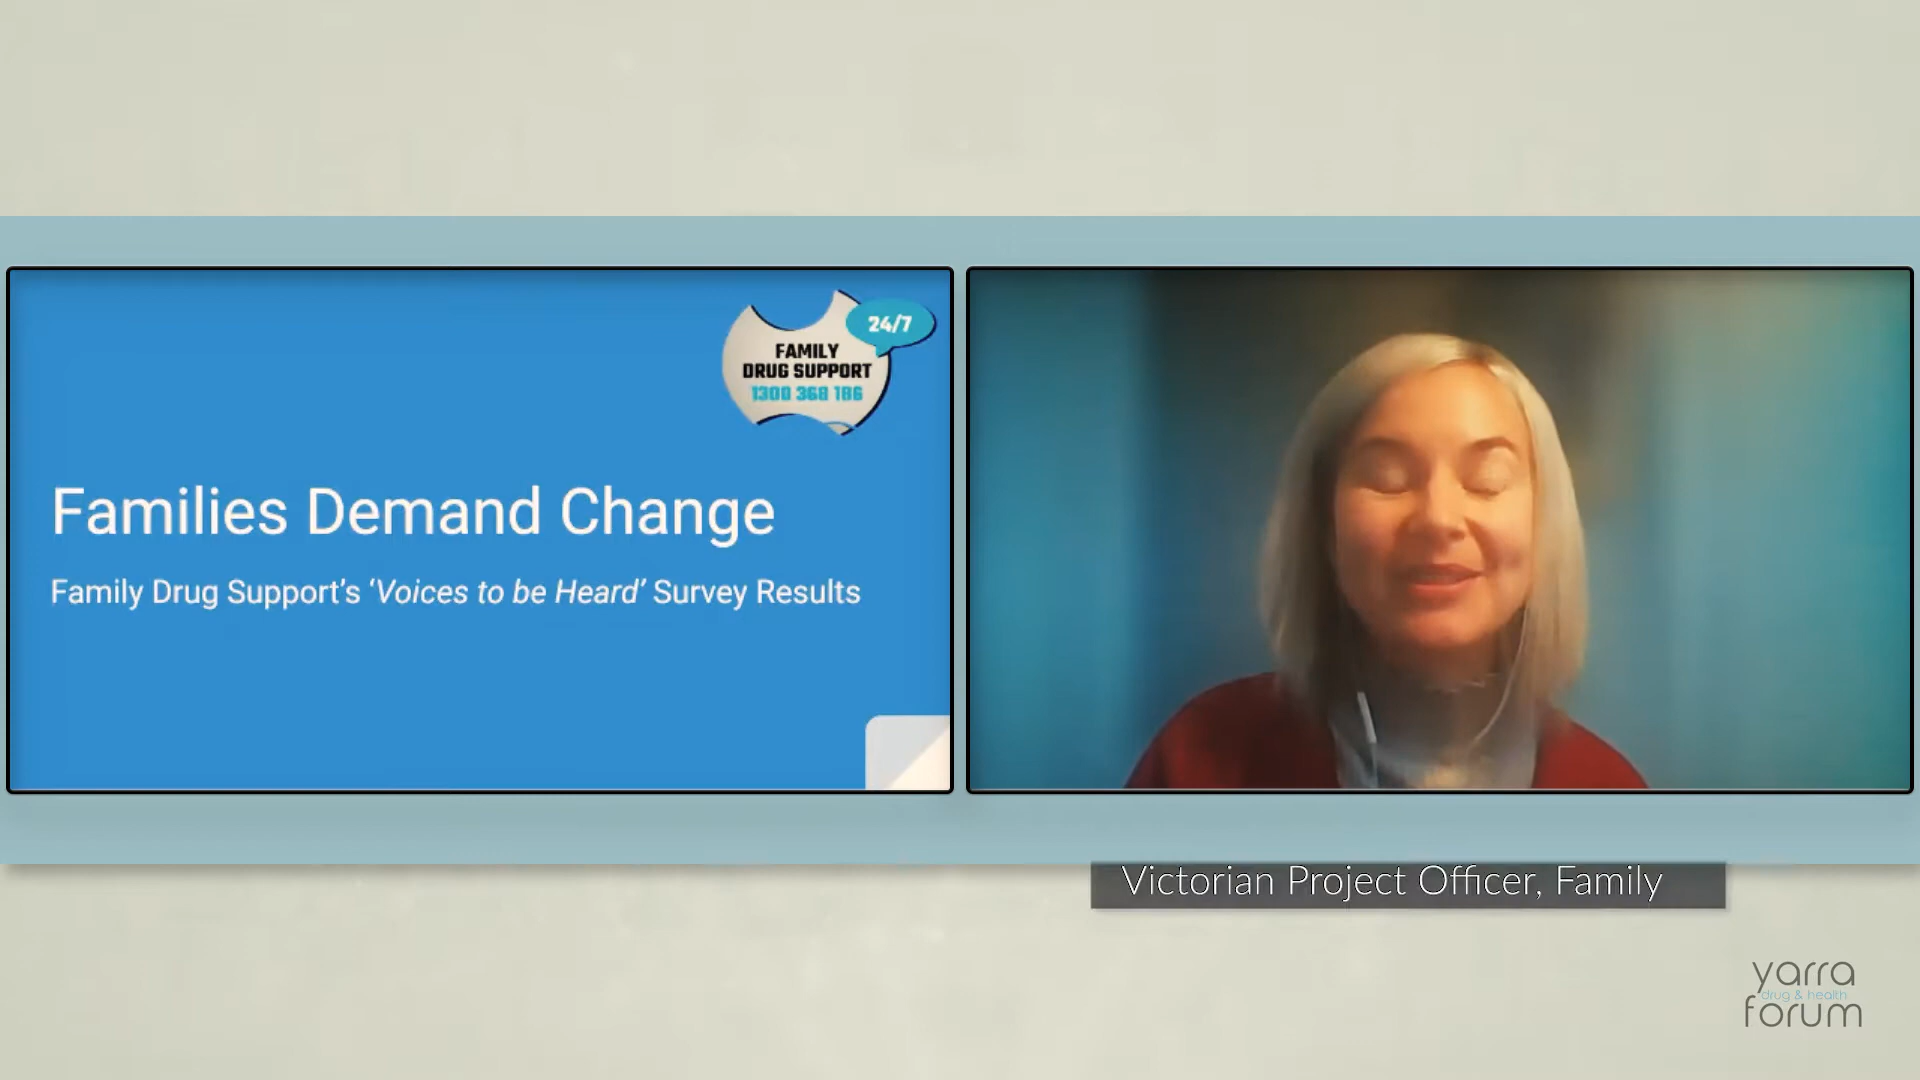 24/7
FAMILY
DRUG SUPPORT
1300 368 186
Families Demand Change
Family Drug Support's ‘Voices to be Heard’ Survey Results
Victorian Project Officer, Family
yarra
drug & health
forum